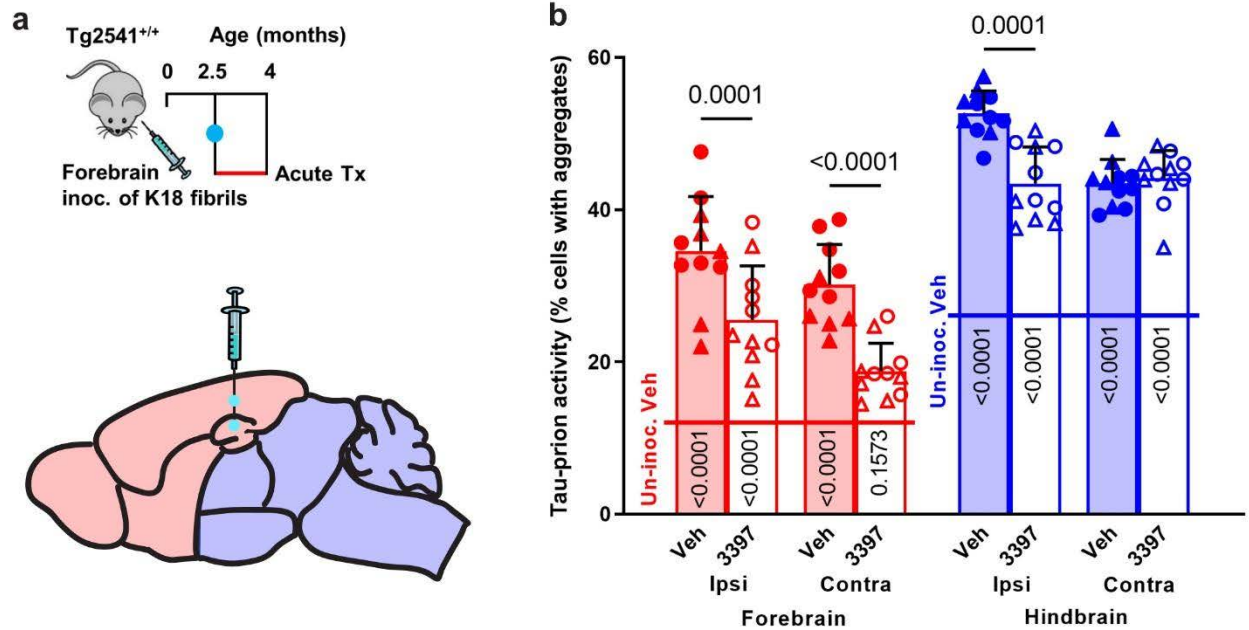 a
Tg2541+/+
Age (months)
0 2.5 4
Forebrain
inoc. of K18 fibrils
Acute Tx
b
Tau-prion activity (% cells with aggregates)
60
40
20
0
0.0001
<0.0001
0.0001
Un-inoc. Veh
<0.0001
<0.0001
<0.0001
0.1573
Un-inoc. Veh
<0.0001
<0.0001
<0.0001
<0.0001
Veh 3397 Veh 3397 Veh 3397 Veh 3397
Ipsi Contra Ipsi Contra
Forebrain Hindbrain